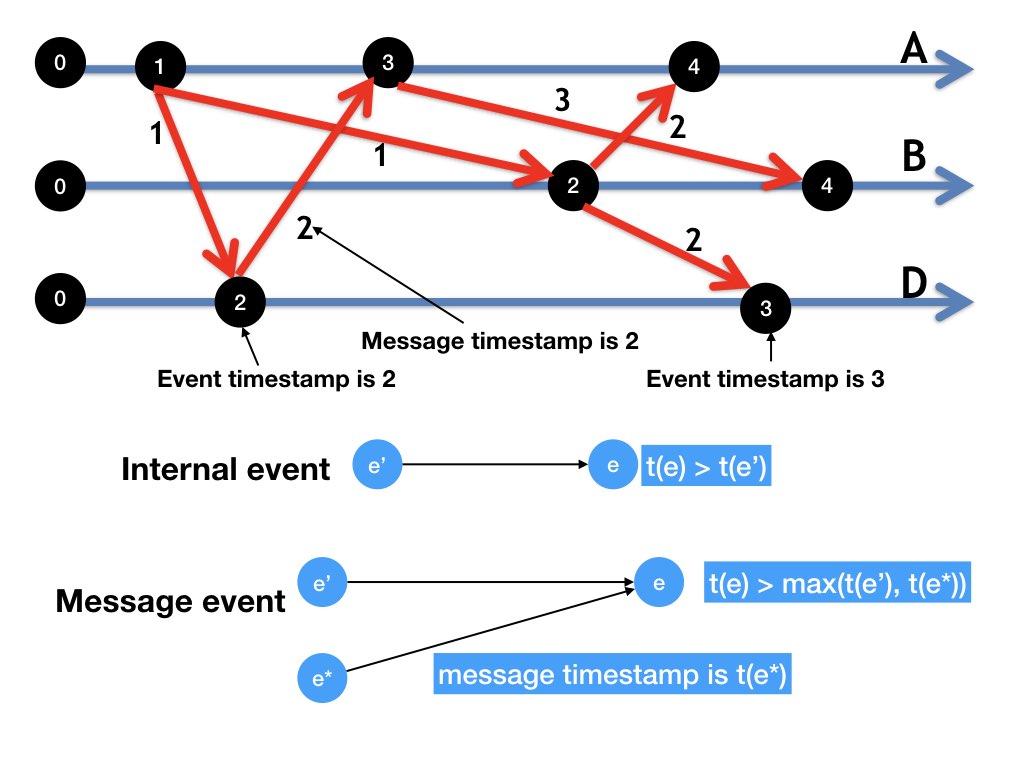 0 1 3 4 A
3
1 2
1
0 2 4 B
2 2
0 2 3 D
Message timestamp is 2
Event timestamp is 2 Event timestamp is 3
Internal event e’ e t(e) > t(e’)
Message event e’ e t(e) > max(t(e’), t(e*))
e* message timestamp is t(e*)